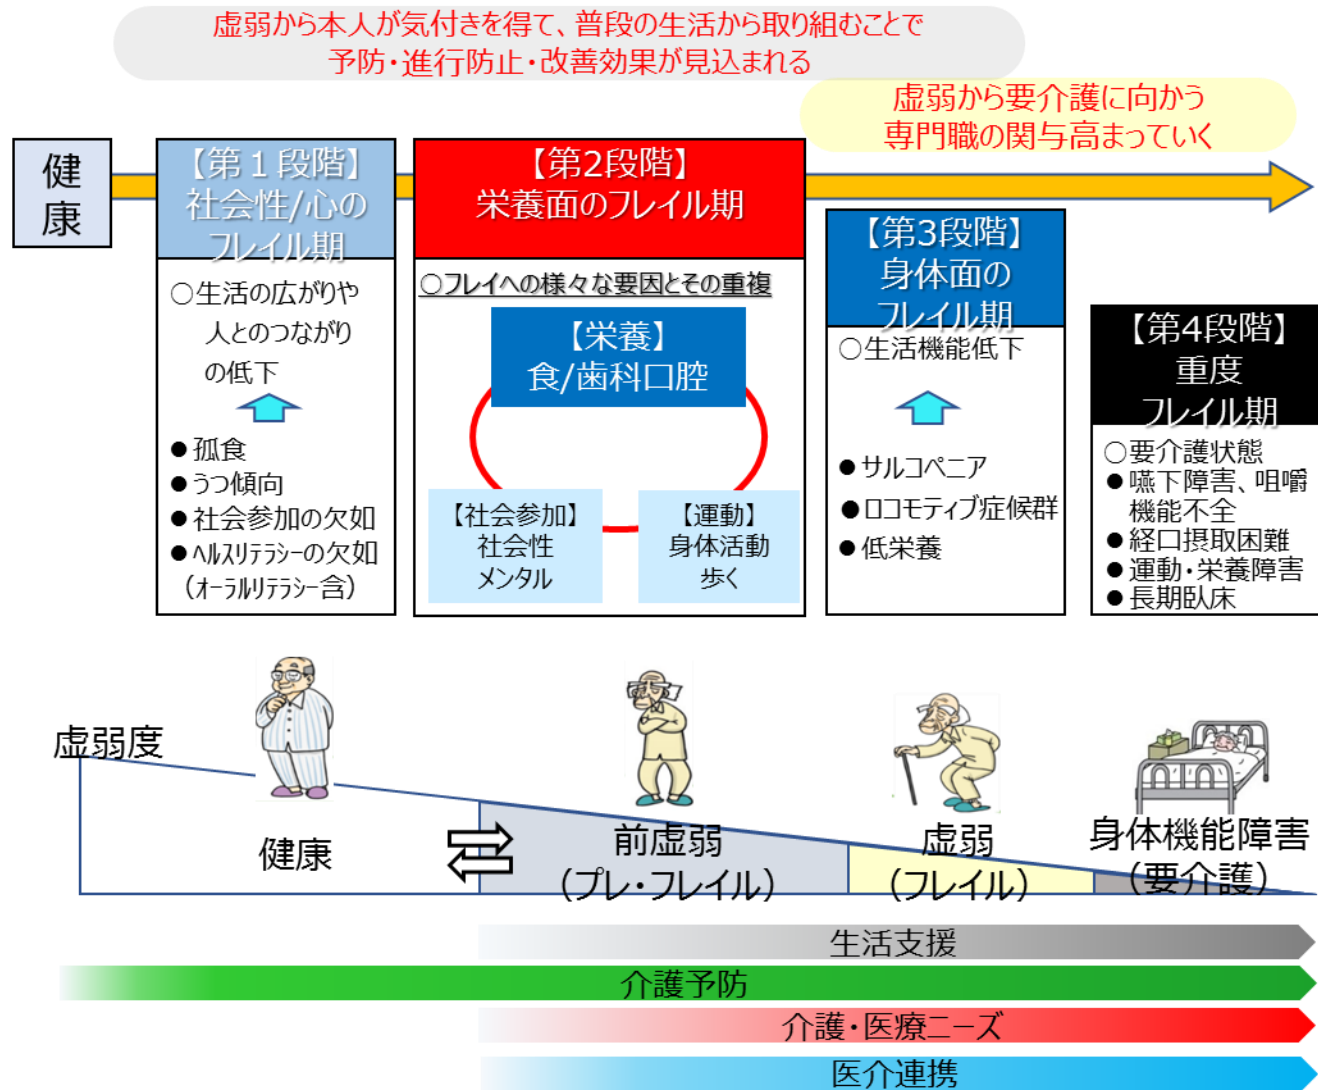 虚弱から本人が気付きを得て、普段の生活から取り組むことで
予防・進行防止・改善効果が見込まれる
虚弱から要介護に向かう
専門職の関与高まっていく
健
康
【第１段階】
社会性/心の
フレイル期
○生活の広がりや
人とのつながり
の低下
●孤食
●うつ傾向
●社会参加の欠如
●ヘルスリテラシーの欠如
（オーラルリテラシー含）
【第2段階】
栄養面のフレイル期
○フレイへの様々な要因とその重複
【栄養】
食/歯科口腔
【社会参加】
社会性
メンタル
【運動】
身体活動
歩く
【第3段階】
身体面の
フレイル期
○生活機能低下
●サルコペニア
●ロコモティブ症候群
●低栄養
【第4段階】
重度
フレイル期
○要介護状態
●嚥下障害、咀嚼
機能不全
●経口摂取困難
●運動・栄養障害
●長期臥床
虚弱度
健康
前虚弱
（プレ・フレイル）
虚弱
（フレイル）
身体機能障害
（要介護）
生活支援
介護予防
介護・医療ニーズ
医介連携